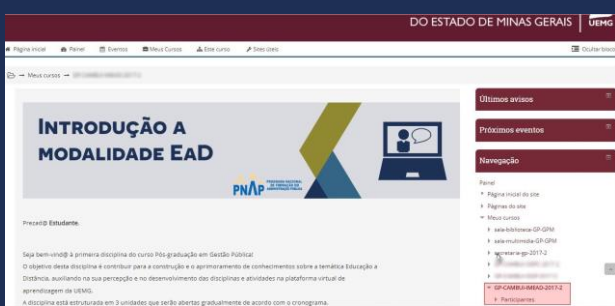 DO ESTADO DE MINAS GERAIS UEMG
Página inicial Painel Eventos Meus Cursos Este curso Sites úteis Ocultar blocos
→ Meus cursos →
Últimos avisos
INTRODUÇÃO A
MODALIDADE EAD
PNAP
Próximos eventos
Navegação
Painel
Página inicial do site
Páginas do site
Meus cursos
sala-biblioteca-GP-GPM
sala-multimidia-GP-GPM
secretaria-gp-2017-2
GP-CAMBUI-IMEAD-2017-2
Participantes
Prezad@ Estudante,
Seja bem-vind@ à primeira disciplina do curso Pós-graduação em Gestão Pública!
O objetivo desta disciplina é contribuir para a construção e o aprimoramento de conhecimentos sobre a temática Educação a
Distância, auxiliando na sua percepção e no desenvolvimento das disciplinas e atividades na plataforma virtual de
aprendizagem da UEMG.
A disciplina está estruturada em 3 unidades que serão abertas gradualmente de acordo com o cronograma.